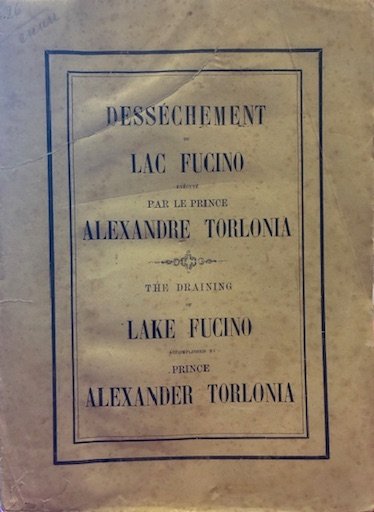 DESSÉCHEMENT
DU
LAC FUCINO
EXÉCUTÉ
PAR LE PRINCE
ALEXANDRE TORLONIA
THE DRAINING
OF
LAKE FUCINO
ACCOMPLISHED BY
PRINCE
ALEXANDER TORLONIA